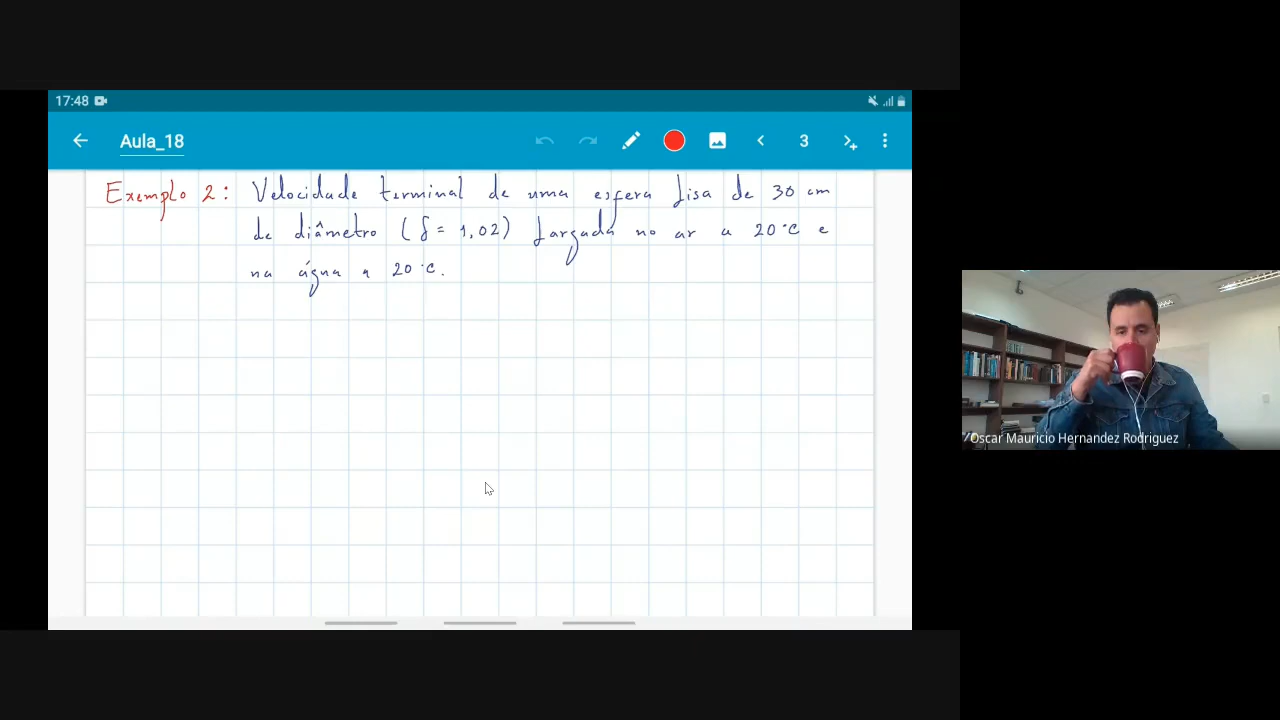 17:48
Aula_18
3
Exemplo 2: Velocidade terminal de uma esfera lisa de 30 cm
de diâmetro (δ = 1,02) largada no ar a 20°C e
na água a 20°C.
Oscar Mauricio Hernandez Rodriguez